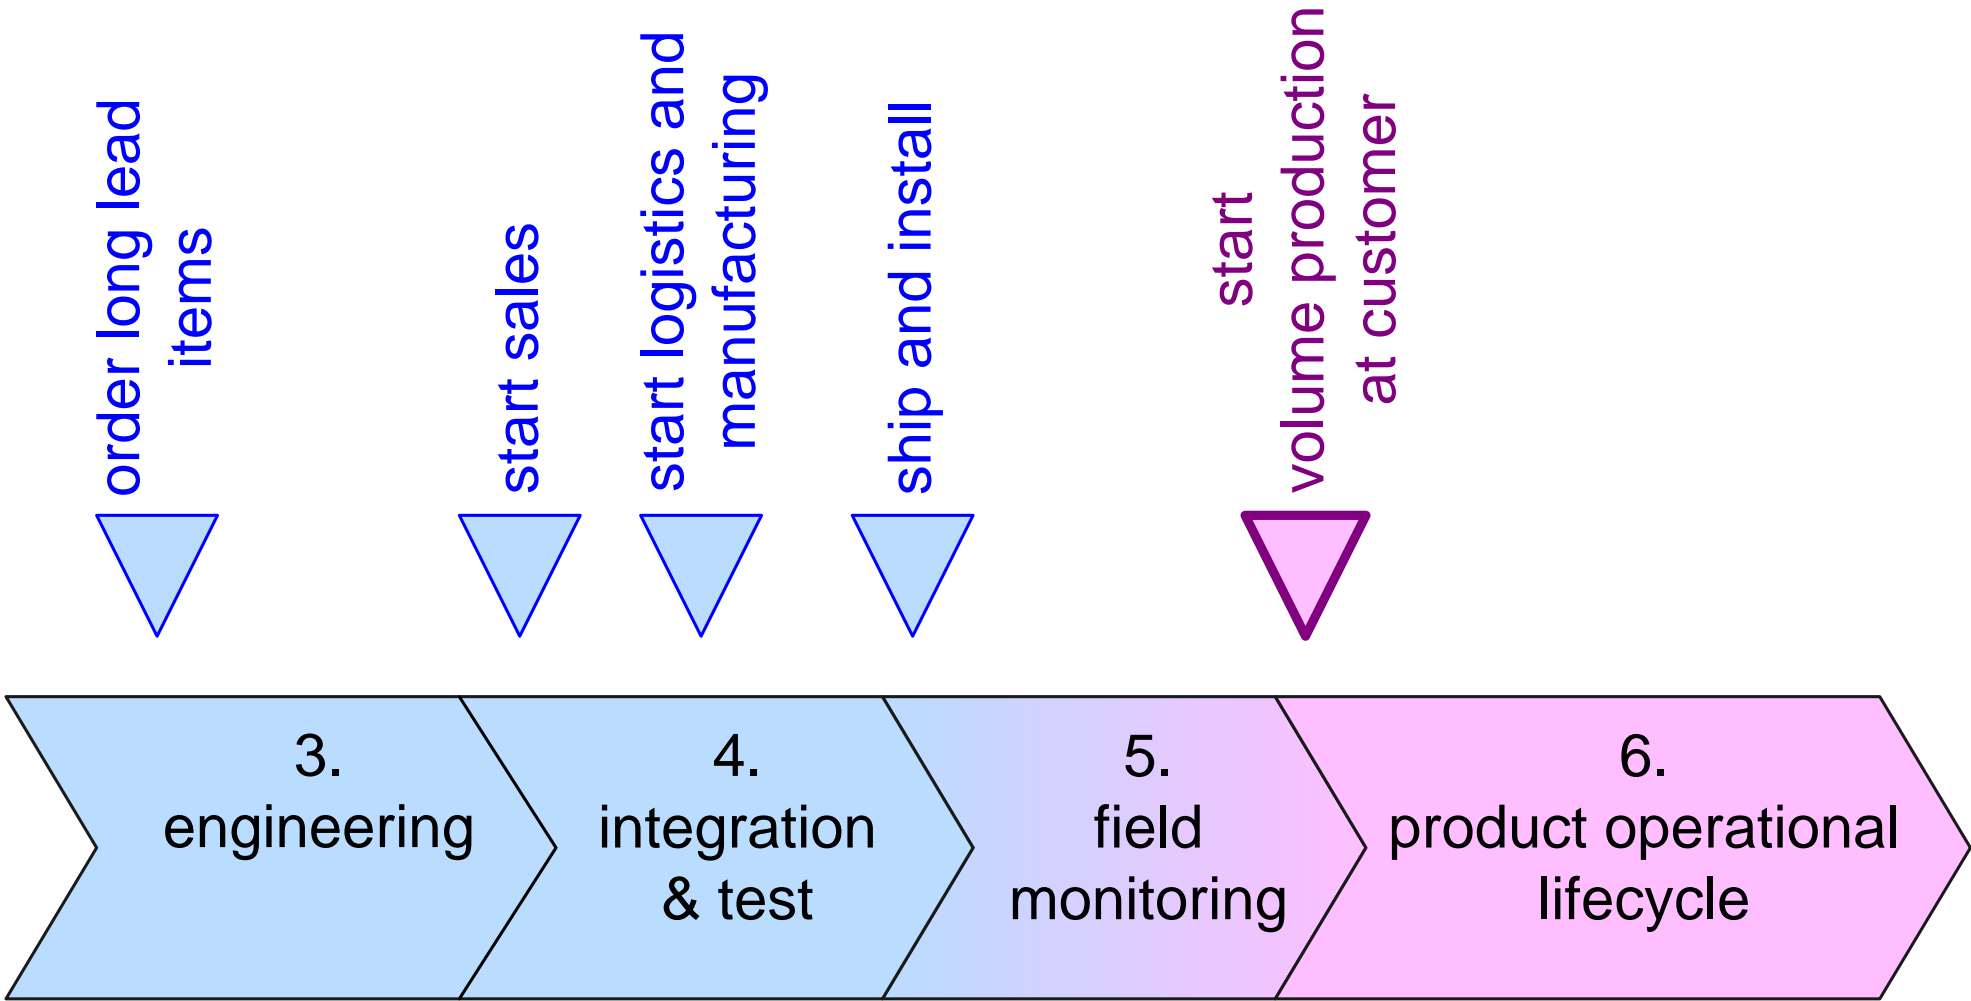 order long lead
items
start sales
start logistics and
manufacturing
ship and install
start
volume production
at customer
3.
engineering
4.
integration
& test
5.
field
monitoring
6.
product operational
lifecycle